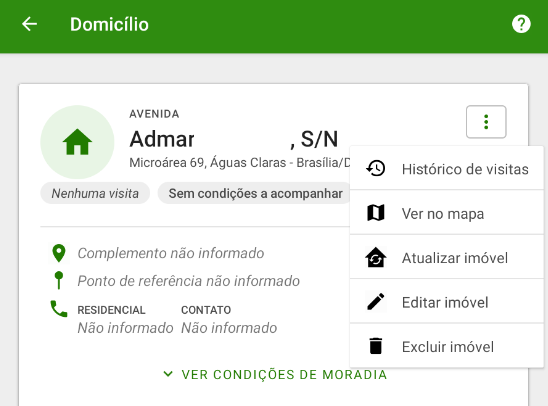 Domicílio
AVENIDA
Admar , S/N
Microárea 69, Águas Claras - Brasília/D
Nenhuma visita
Sem condições a acompanhar
Histórico de visitas
Ver no mapa
Atualizar imóvel
Editar imóvel
Excluir imóvel
Complemento não informado
Ponto de referência não informado
RESIDENCIAL CONTATO
Não informado Não informado
VER CONDIÇÕES DE MORADIA